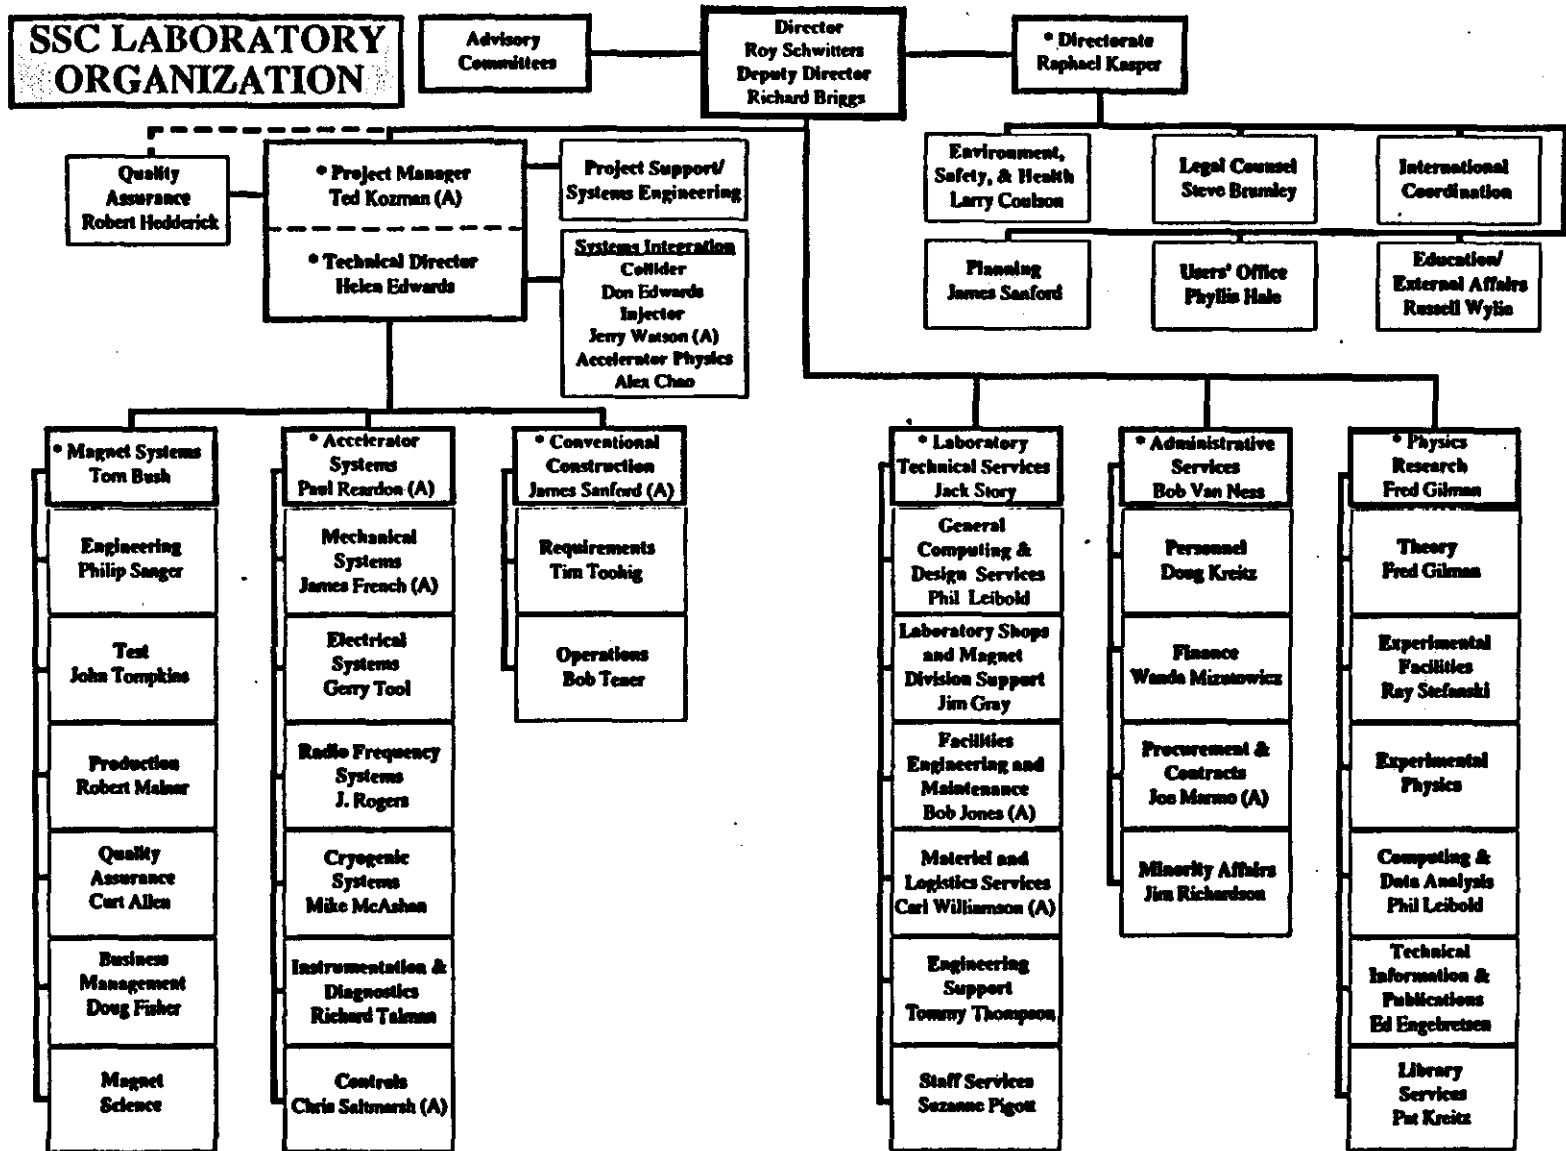 SSC LABORATORY
ORGANIZATION
Advisory
Committees
Director
Roy Schwitters
Deputy Director
Richard Briggs
* Directorate
Raphael Kasper
Quality
Assurance
Robert Hedderick
* Project Manager
Ted Kozman (A)
* Technical Director
Helen Edwards
Project Support/
Systems Engineering
Systems Integration
Collider
Don Edwards
Injector
Jerry Watson (A)
Accelerator Physics
Alex Chao
Environment,
Safety, & Health
Larry Coulson
Legal Counsel
Steve Brumley
International
Coordination
Planning
James Sanford
Users' Office
Phyllis Hale
Education/
External Affairs
Russell Wylie
* Magnet Systems
Tom Bush
Engineering
Philip Sanger
Test
John Tompkins
Production
Robert Malnar
Quality
Assurance
Curt Allen
Business
Management
Doug Fisher
Magnet
Science
* Accelerator
Systems
Paul Reardon (A)
Mechanical
Systems
James French (A)
Electrical
Systems
Gerry Tool
Radio Frequency
Systems
J. Rogers
Cryogenic
Systems
Mike McAshan
Instrumentation &
Diagnostics
Richard Talman
Controls
Chris Saltmarsh (A)
* Conventional
Construction
James Sanford (A)
Requirements
Tim Toohig
Operations
Bob Tener
* Laboratory
Technical Services
Jack Story
General
Computing &
Design Services
Phil Leibold
Laboratory Shops
and Magnet
Division Support
Jim Gray
Facilities
Engineering and
Maintenance
Bob Jones (A)
Materiel and
Logistics Services
Carl Williamson (A)
Engineering
Support
Tommy Thompson
Staff Services
Suzanne Pigott
* Administrative
Services
Bob Van Ness
Personnel
Doug Kreitz
Finance
Wanda Mizutowicz
Procurement &
Contracts
Joe Marmo (A)
Minority Affairs
Jim Richardson
* Physics
Research
Fred Gilman
Theory
Fred Gilman
Experimental
Facilities
Ray Stefanski
Experimental
Physics
Computing &
Data Analysis
Phil Leibold
Technical
Information &
Publications
Ed Engebretsen
Library
Services
Pat Kreitz